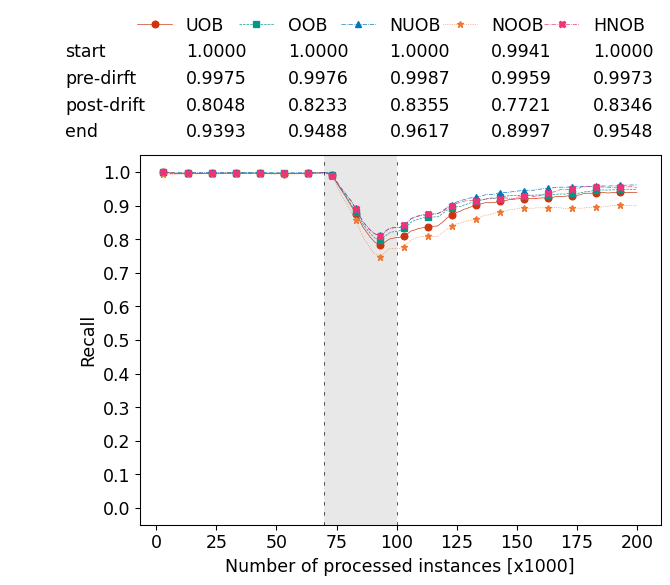 UOB OOB NUOB NOOB HNOB
start 1.0000 1.0000 1.0000 0.9941 1.0000
pre-dirft 0.9975 0.9976 0.9987 0.9959 0.9973
post-drift 0.8048 0.8233 0.8355 0.7721 0.8346
end 0.9393 0.9488 0.9617 0.8997 0.9548
1.0
0.9
0.8
0.7
0.6
0.5
0.4
0.3
0.2
0.1
0.0
Recall
0 25 50 75 100 125 150 175 200
Number of processed instances [x1000]